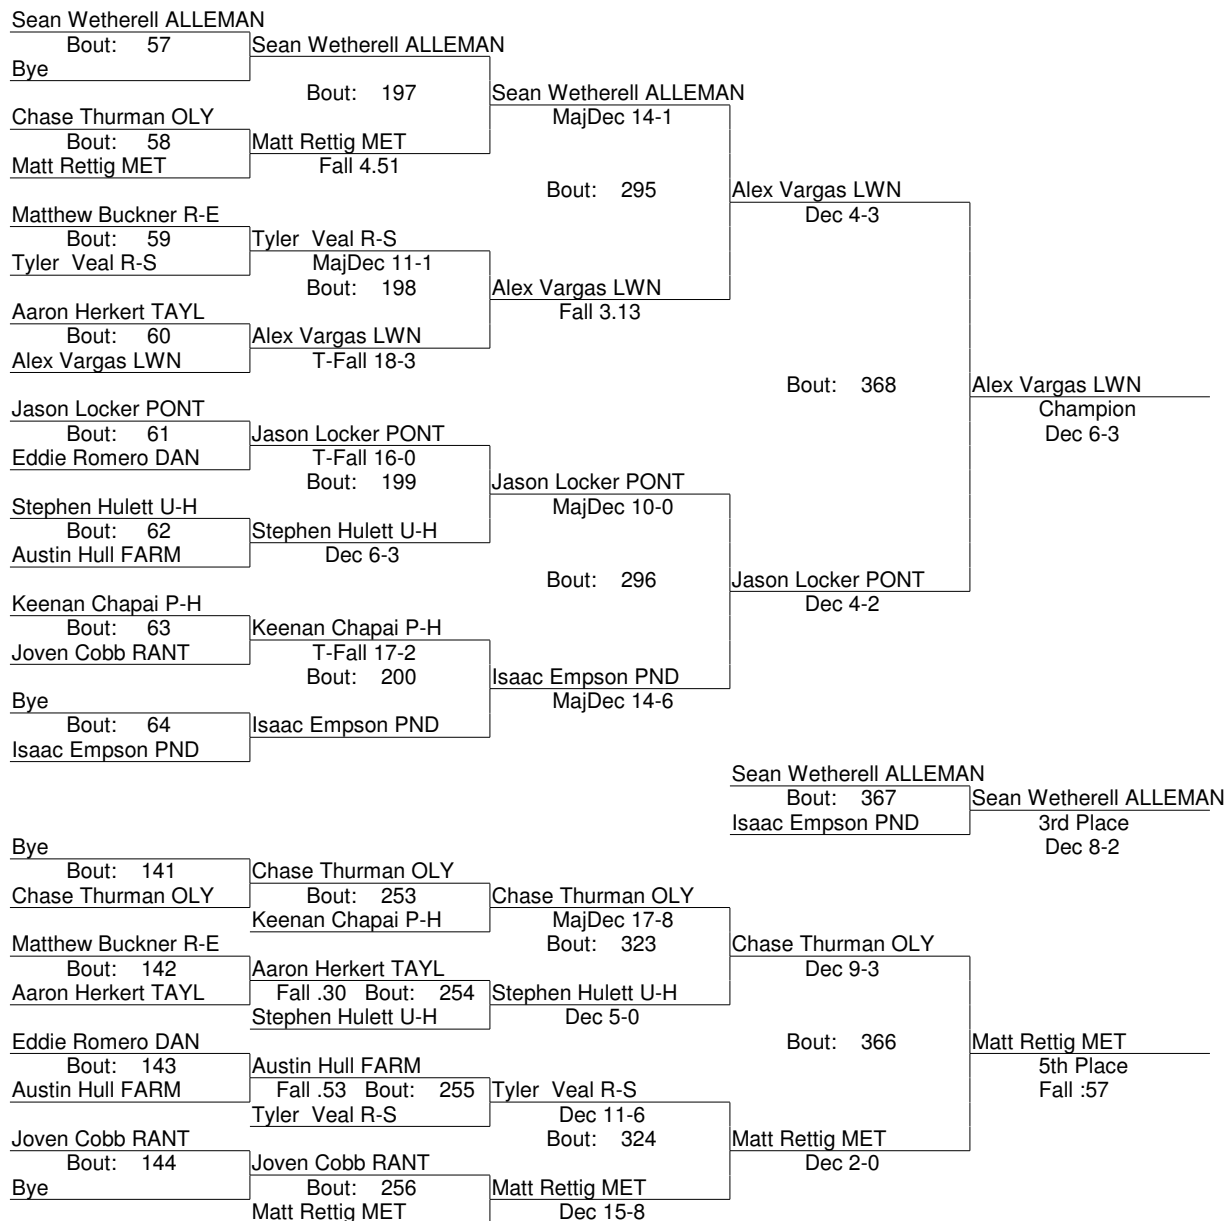 Sean Wetherell ALLEMAN
Bout: 57
Sean Wetherell ALLEMAN
Bye
Bout: 197
Sean Wetherell ALLEMAN
Chase Thurman OLY
MajDec 14-1
Bout: 58
Matt Rettig MET
Matt Rettig MET
Fall 4.51
Bout: 295
Alex Vargas LWN
Matthew Buckner R-E
Dec 4-3
Bout: 59
Tyler Veal R-S
Tyler Veal R-S
MajDec 11-1
Bout: 198
Alex Vargas LWN
Aaron Herkert TAYL
Fall 3.13
Bout: 60
Alex Vargas LWN
Alex Vargas LWN
T-Fall 18-3
Bout: 368
Alex Vargas LWN
Jason Locker PONT
Champion
Bout: 61
Jason Locker PONT
Dec 6-3
Eddie Romero DAN
T-Fall 16-0
Bout: 199
Jason Locker PONT
Stephen Hulett U-H
MajDec 10-0
Bout: 62
Stephen Hulett U-H
Austin Hull FARM
Dec 6-3
Bout: 296
Jason Locker PONT
Keenan Chapai P-H
Dec 4-2
Bout: 63
Keenan Chapai P-H
Joven Cobb RANT
T-Fall 17-2
Bout: 200
Isaac Empson PND
Bye
MajDec 14-6
Bout: 64
Isaac Empson PND
Isaac Empson PND
Sean Wetherell ALLEMAN
Bout: 367
Sean Wetherell ALLEMAN
Isaac Empson PND
3rd Place
Dec 8-2
Bye
Bout: 141
Chase Thurman OLY
Chase Thurman OLY
Bout: 253
Chase Thurman OLY
Keenan Chapai P-H
MajDec 17-8
Matthew Buckner R-E
Bout: 323
Chase Thurman OLY
Bout: 142
Aaron Herkert TAYL
Dec 9-3
Aaron Herkert TAYL
Fall .30 Bout: 254
Stephen Hulett U-H
Stephen Hulett U-H
Dec 5-0
Eddie Romero DAN
Bout: 366
Matt Rettig MET
Bout: 143
Austin Hull FARM
5th Place
Austin Hull FARM
Fall .53 Bout: 255
Tyler Veal R-S
Fall :57
Tyler Veal R-S
Dec 11-6
Joven Cobb RANT
Bout: 324
Matt Rettig MET
Bout: 144
Joven Cobb RANT
Dec 2-0
Bye
Bout: 256
Matt Rettig MET
Matt Rettig MET
Dec 15-8